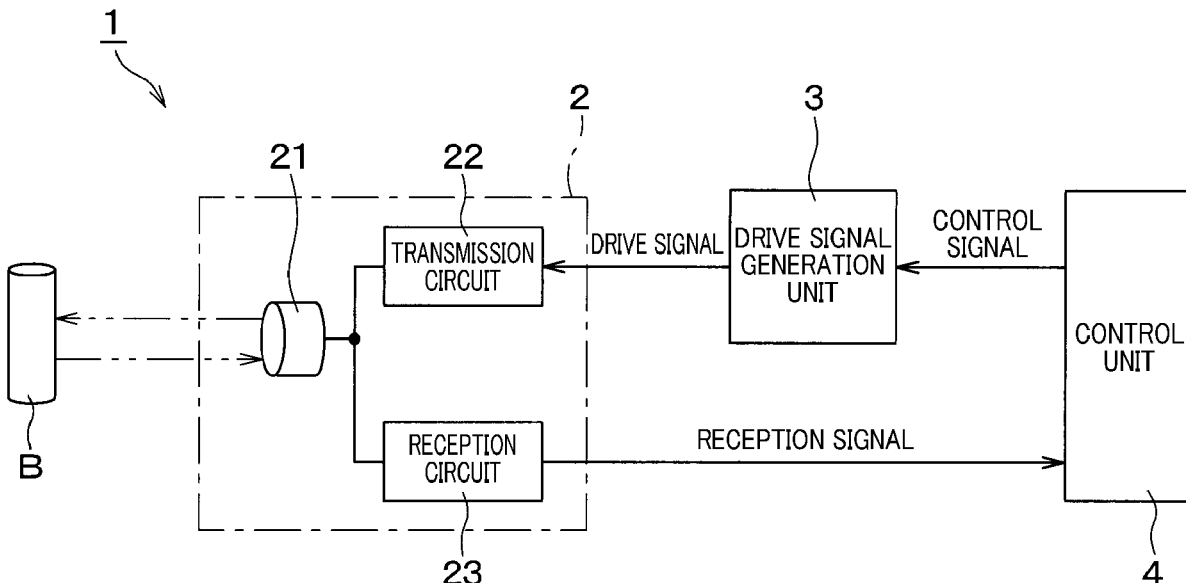 1
2
3
21
22
TRANSMISSION
CIRCUIT
DRIVE SIGNAL
DRIVE SIGNAL
GENERATION
UNIT
CONTROL
SIGNAL
CONTROL
UNIT
B
RECEPTION
CIRCUIT
RECEPTION SIGNAL
23
4